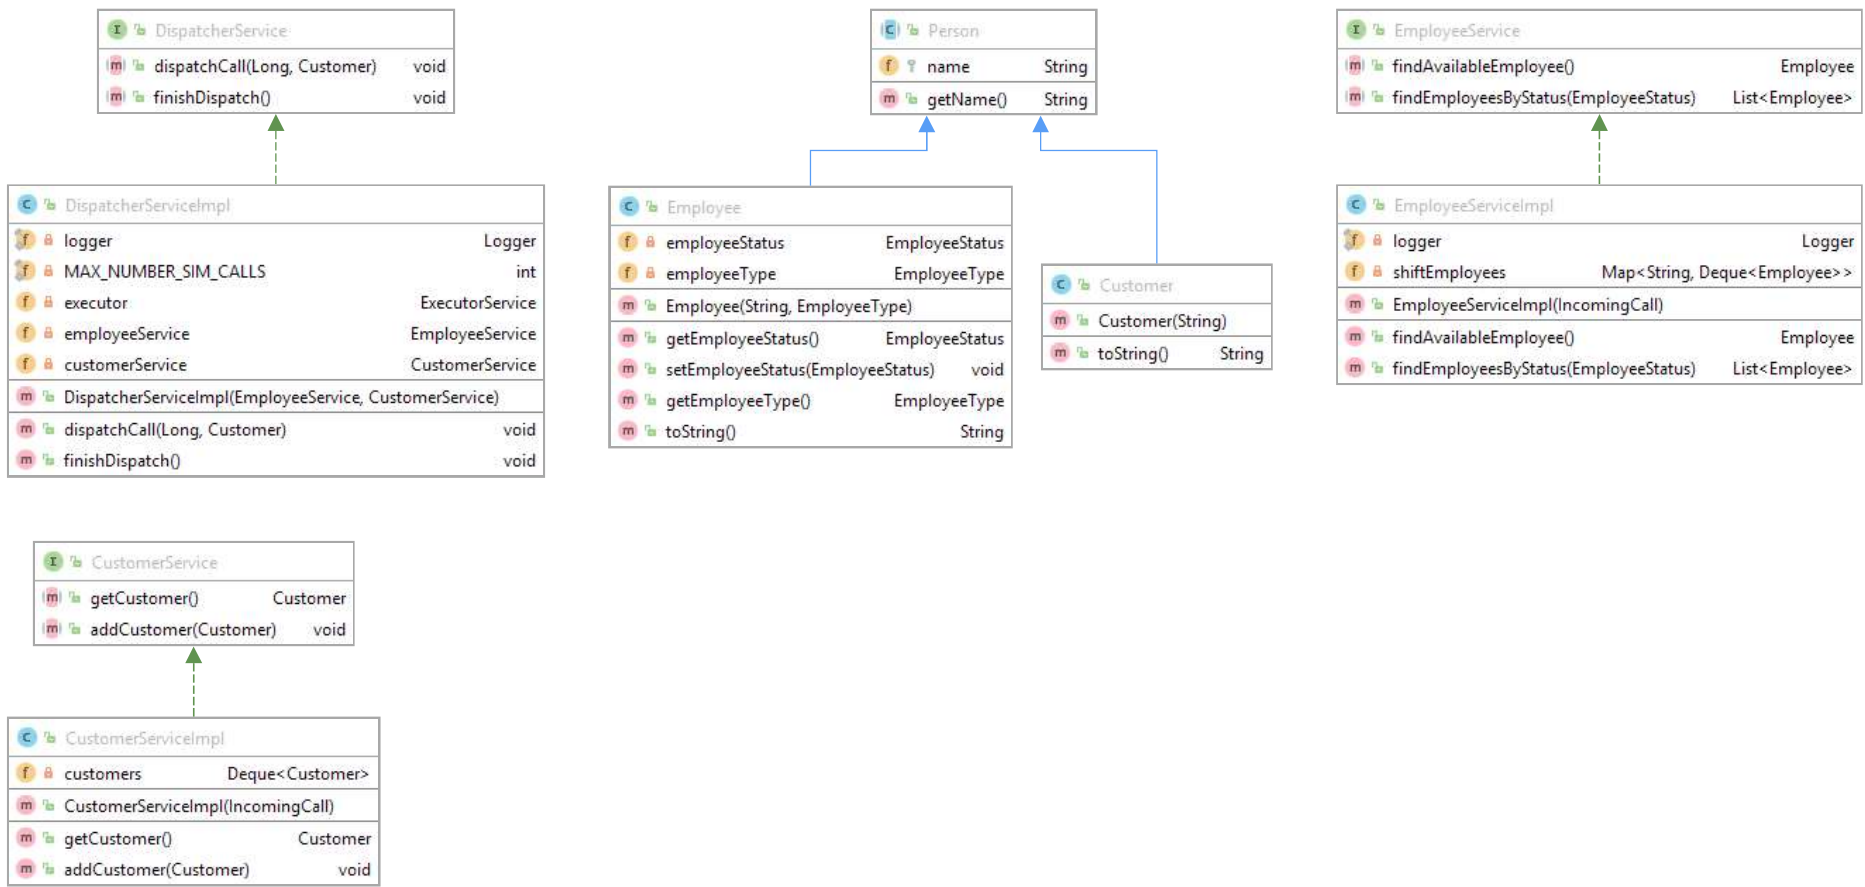 DispatcherService
dispatchCall(Long, Customer) void
finishDispatch() void
DispatcherServiceImpl
logger Logger
MAX_NUMBER_SIM_CALLS int
executor ExecutorService
employeeService EmployeeService
customerService CustomerService
DispatcherServiceImpl(EmployeeService, CustomerService)
dispatchCall(Long, Customer) void
finishDispatch() void
CustomerService
getCustomer() Customer
addCustomer(Customer) void
CustomerServiceImpl
customers Deque<Customer>
CustomerServiceImpl(IncomingCall)
getCustomer() Customer
addCustomer(Customer) void
Person
name String
getName() String
Employee
employeeStatus EmployeeStatus
employeeType EmployeeType
Employee(String, EmployeeType)
getEmployeeStatus() EmployeeStatus
setEmployeeStatus(EmployeeStatus) void
getEmployeeType() EmployeeType
toString() String
Customer
Customer(String)
toString() String
EmployeeService
findAvailableEmployee() Employee
findEmployeesByStatus(EmployeeStatus) List<Employee>
EmployeeServiceImpl
logger Logger
shiftEmployees Map<String, Deque<Employee>>
EmployeeServiceImpl(IncomingCall)
findAvailableEmployee() Employee
findEmployeesByStatus(EmployeeStatus) List<Employee>